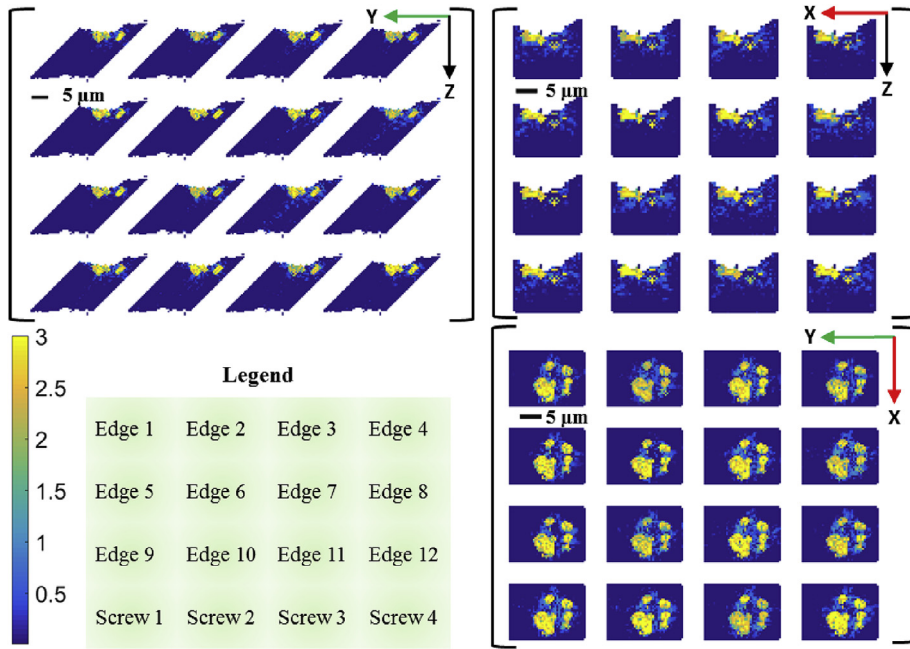 Y
Z
5 μm
X
Z
5 μm
3
2.5
2
1.5
1
0.5
Legend
Edge 1 Edge 2 Edge 3 Edge 4
Edge 5 Edge 6 Edge 7 Edge 8
Edge 9 Edge 10 Edge 11 Edge 12
Screw 1 Screw 2 Screw 3 Screw 4
Y
X
5 μm